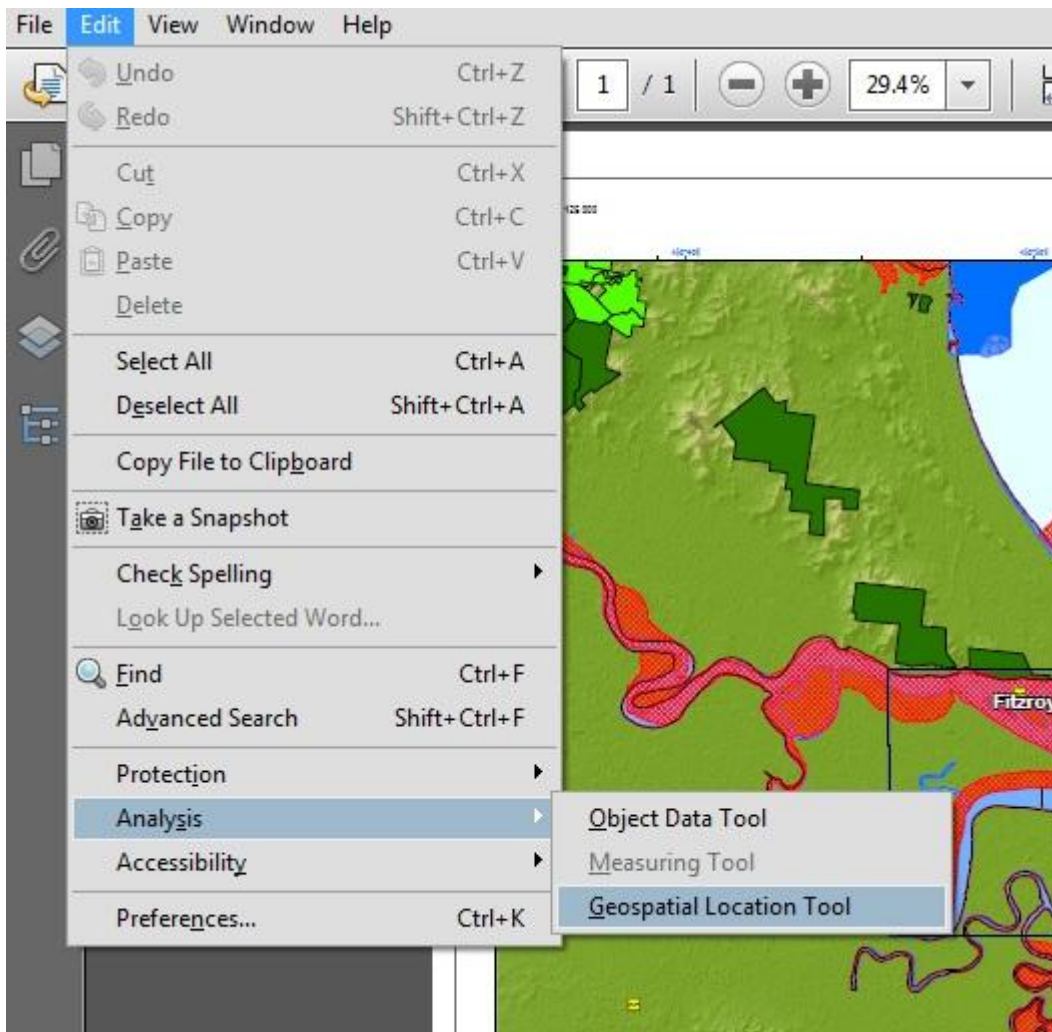 File Edit View Window Help
1 / 1 29.4%
Undo Ctrl+Z
Redo Shift+Ctrl+Z
Cut Ctrl+X
Copy Ctrl+C
Paste Ctrl+V
Delete
Select All Ctrl+A
Deselect All Shift+Ctrl+A
Copy File to Clipboard
Take a Snapshot
Check Spelling
Look Up Selected Word...
Find Ctrl+F
Advanced Search Shift+Ctrl+F
Fitzroy
Protection
Analysis
Object Data Tool
Accessibility
Measuring Tool
Preferences... Ctrl+K
Geospatial Location Tool